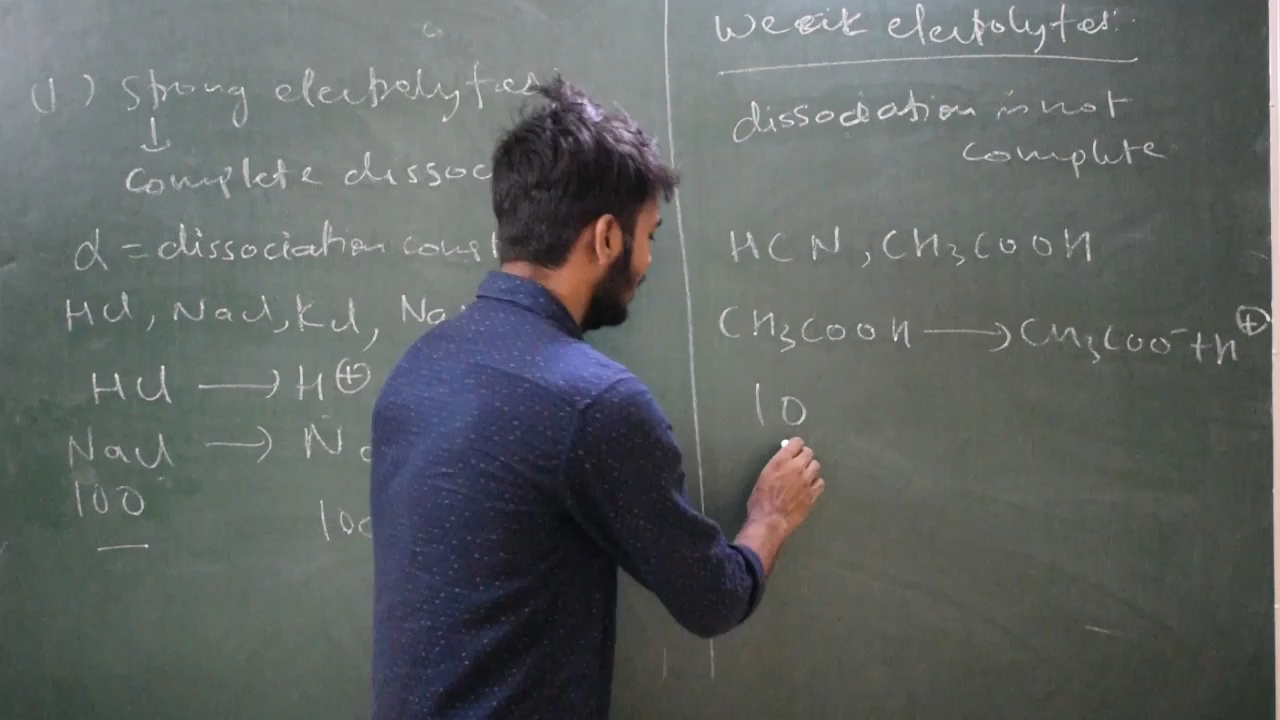 (1) Strong electrolytes
↓
Complete dissoc
α = dissociation const
HCl, NaCl, KCl, Na
HCl ⟶ H⊕
NaCl ⟶ Na
100 100
Weak electrolytes:
dissociation is not
complete
HCN, CH₃COOH
CH₃COOH ⟶ CH₃COO⁻ + H⊕
10